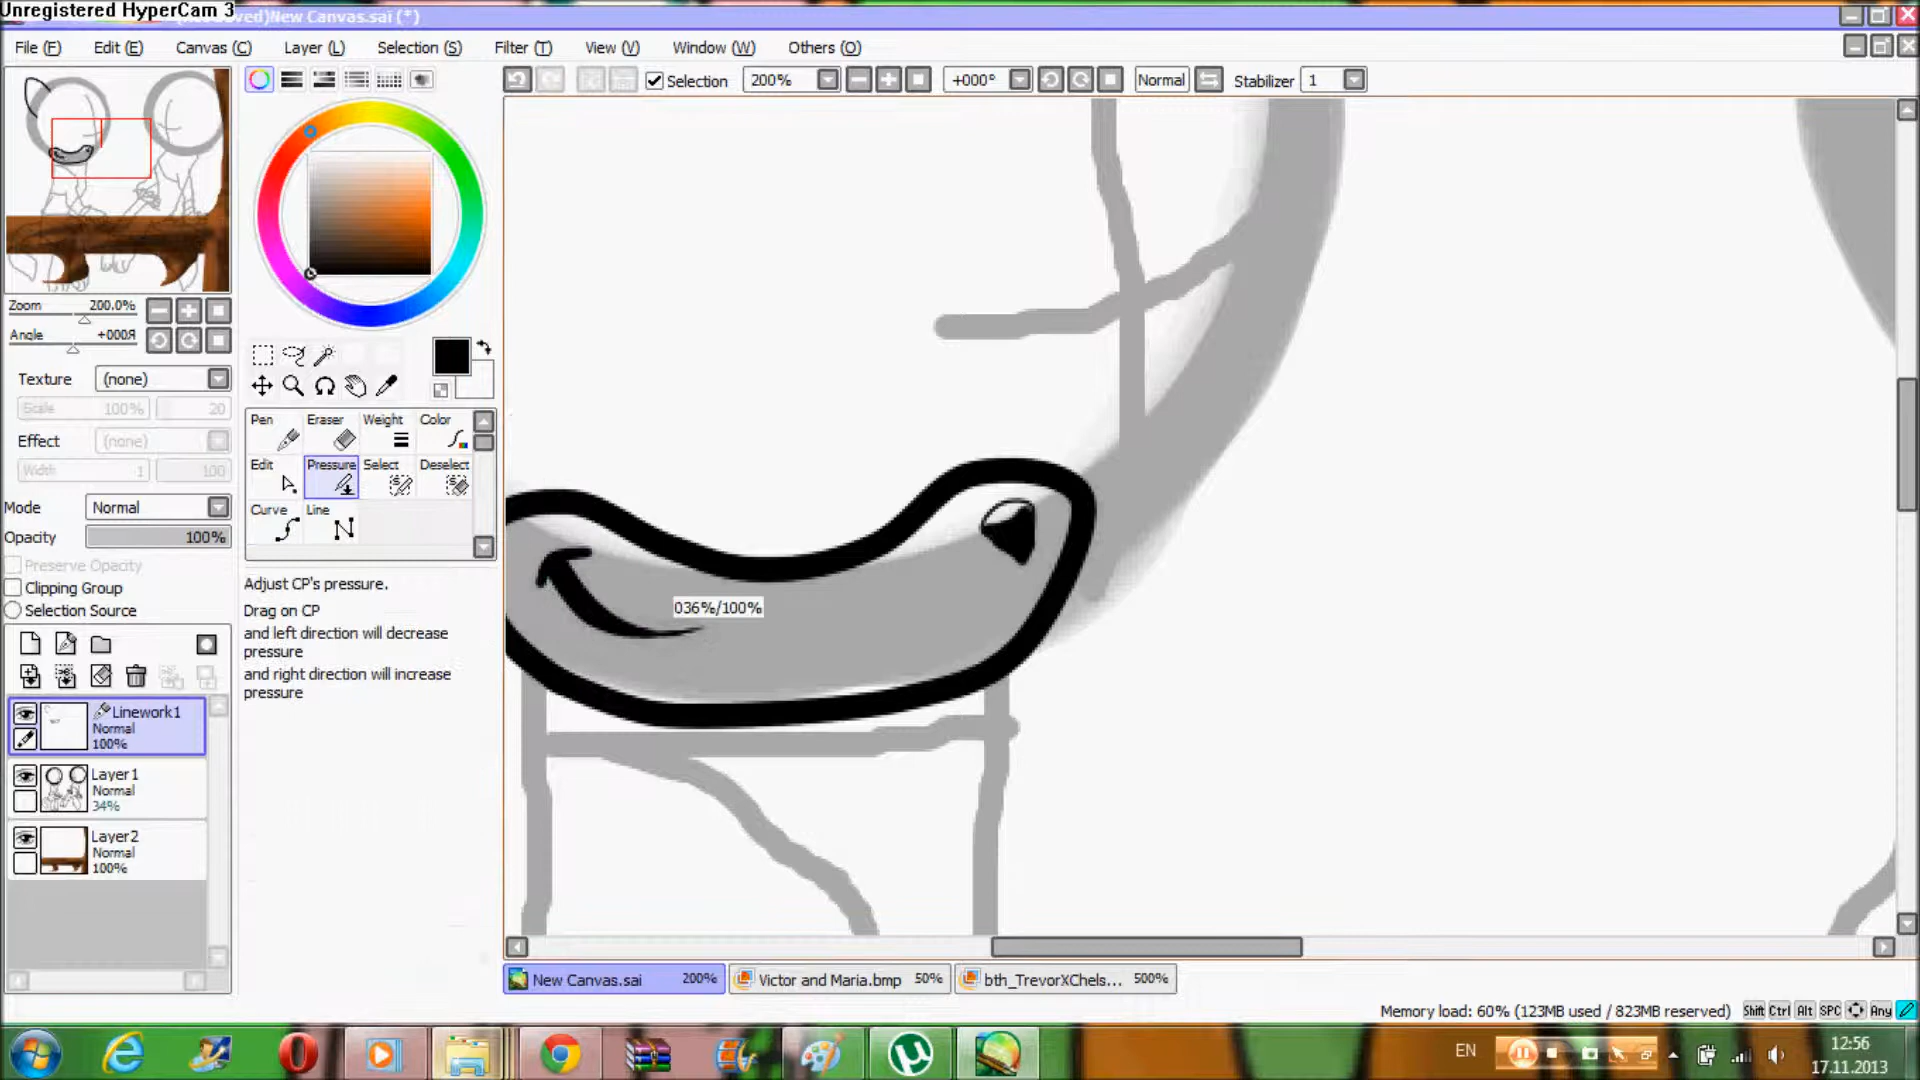 Unregistered HyperCam 3
ved)New Canvas.sai (*)
File (F) Edit (E) Canvas (C) Layer (L) Selection (S) Filter (T) View (V) Window (W) Others (O)
Selection 200% +000° Normal Stabilizer 1
Zoom 200.0%
Angle +000Я
Texture (none)
Scale 100% 20
Effect (none)
Width 1 100
Mode Normal
Opacity 100%
Preserve Opacity
Clipping Group
Selection Source
Pen Eraser Weight Color
Edit Pressure Select Deselect
Curve Line
Adjust CP's pressure.
Drag on CP
and left direction will decrease
pressure
and right direction will increase
pressure
Linework1
Normal
100%
Layer1
Normal
34%
Layer2
Normal
100%
036%/100%
New Canvas.sai 200% Victor and Maria.bmp 50% bth_TrevorXChels... 500%
Memory load: 60% (123MB used / 823MB reserved) Shift Ctrl Alt SPC Any
EN
12:56
17.11.2013